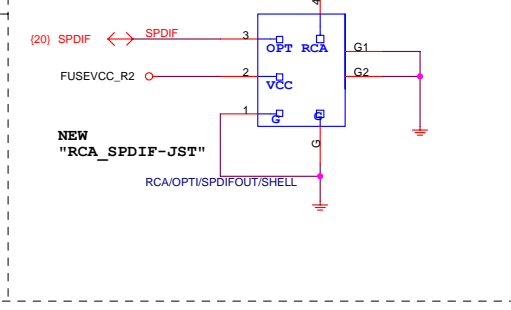 4
{20} SPDIF SPDIF 3 OPT RCA G1
FUSEVCC_R2 2 VCC G2
1 G G
NEW
"RCA_SPDIF-JST"
G
RCA/OPTI/SPDIFOUT/SHELL